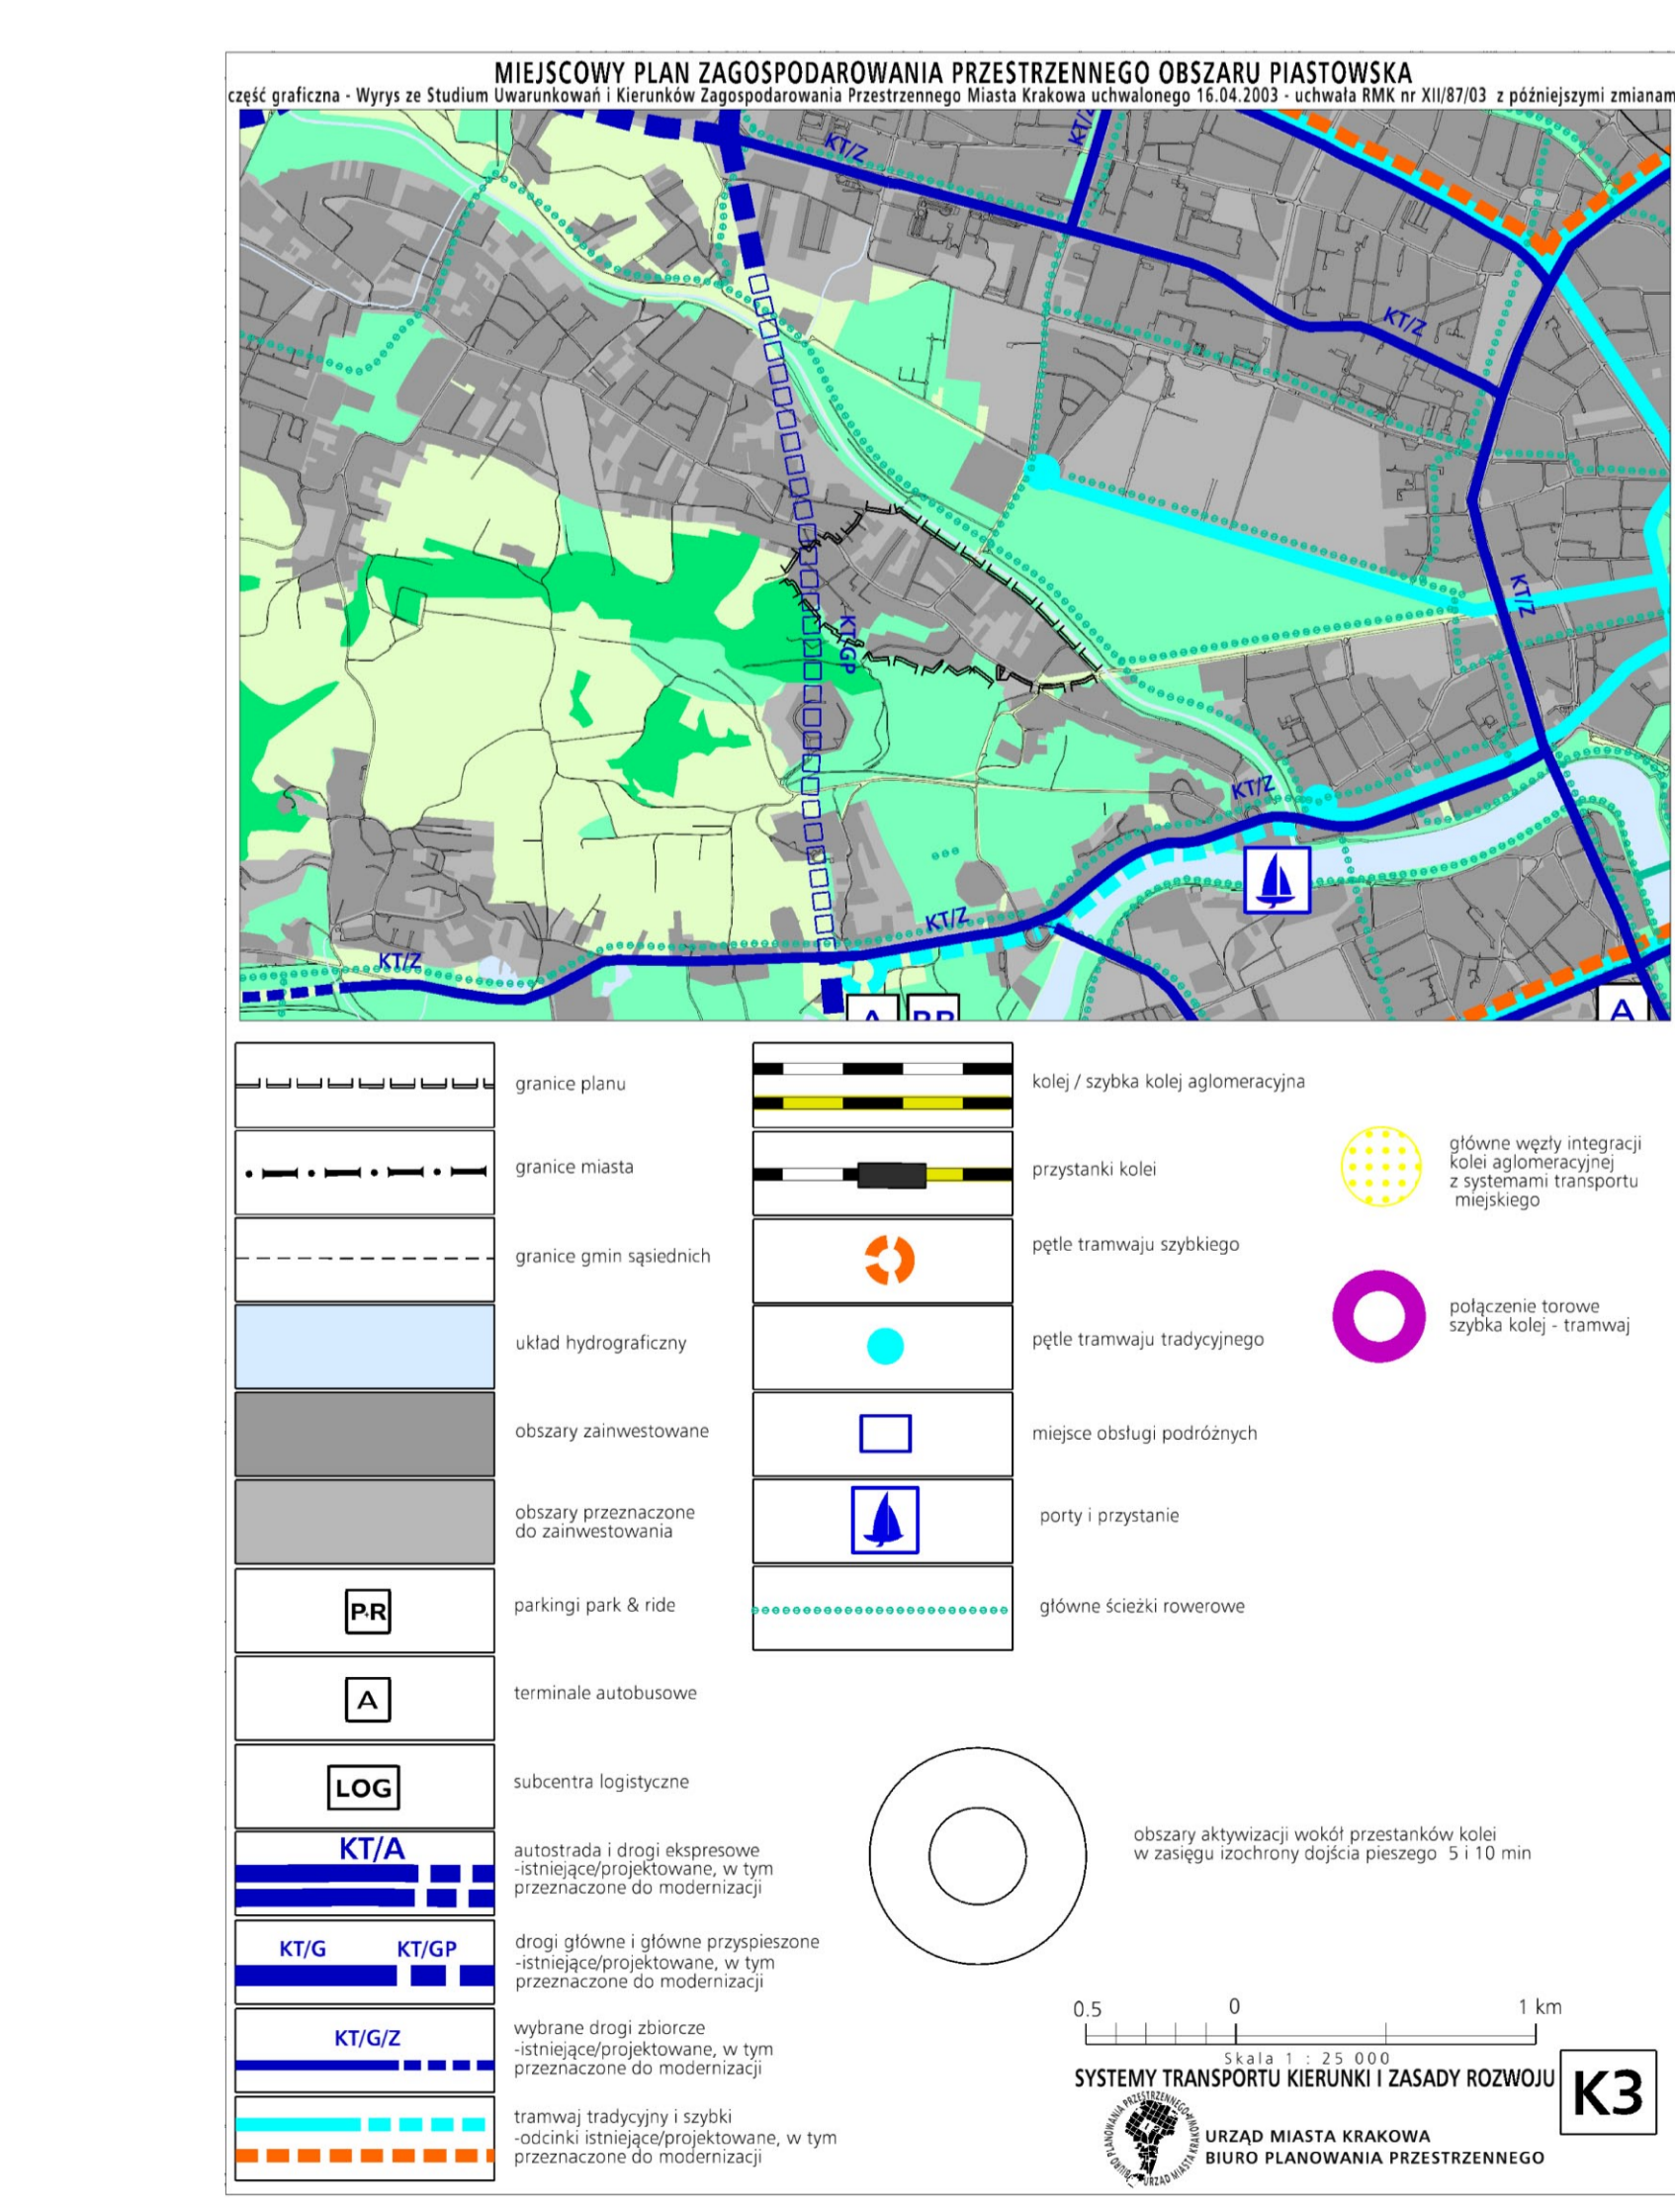 MIEJSCOWY PLAN ZAGOSPODAROWANIA PRZESTRZENNEGO OBSZARU PIASTOWSKA
część graficzna - Wyrys ze Studium Uwarunkowań i Kierunków Zagospodarowania Przestrzennego Miasta Krakowa uchwalonego 16.04.2003 - uchwała RMK nr XII/87/03 z późniejszymi zmianam
KT/Z
KT/Z
KT/Z
KT/Z
KT/GP
KT/Z
KT/Z
KT/Z
A
A
granice planu
granice miasta
granice gmin sąsiednich
układ hydrograficzny
obszary zainwestowane
obszary przeznaczone
do zainwestowania
P+R
parkingi park & ride
A
terminale autobusowe
LOG
subcentra logistyczne
KT/A
autostrada i drogi ekspresowe
-istniejące/projektowane, w tym
przeznaczone do modernizacji
KT/G KT/GP
drogi główne i główne przyspieszone
-istniejące/projektowane, w tym
przeznaczone do modernizacji
KT/G/Z
wybrane drogi zbiorcze
-istniejące/projektowane, w tym
przeznaczone do modernizacji
tramwaj tradycyjny i szybki
-odcinki istniejące/projektowane, w tym
przeznaczone do modernizacji
kolej / szybka kolej aglomeracyjna
przystanki kolei
pętle tramwaju szybkiego
pętle tramwaju tradycyjnego
miejsce obsługi podróżnych
porty i przystanie
główne ścieżki rowerowe
główne węzły integracji
kolei aglomeracyjnej
z systemami transportu
miejskiego
połączenie torowe
szybka kolej - tramwaj
obszary aktywizacji wokół przestanków kolei
w zasięgu izochrony dojścia pieszego 5 i 10 min
0.5 0 1 km
Skala 1 : 25 000
SYSTEMY TRANSPORTU KIERUNKI I ZASADY ROZWOJU
K3
BIURO PLANOWANIA PRZESTRZENNEGO URZĄD MIASTA KRAKOWA
URZĄD MIASTA KRAKOWA
BIURO PLANOWANIA PRZESTRZENNEGO